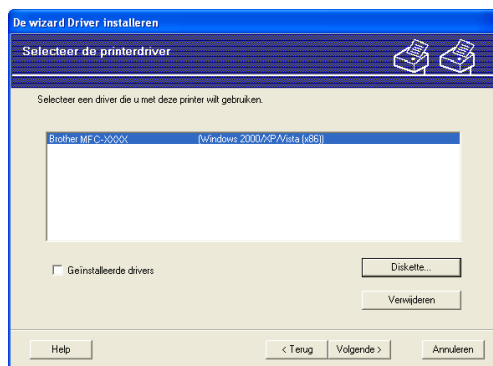 De wizard Driver installeren
Selecteer de printerdriver
Selecteer een driver die u met deze printer wilt gebruiken.
Brother MFC-XXXX (Windows 2000/XP/Vista (x86))
Geïnstalleerde drivers
Diskette...
Verwijderen
Help
< Terug
Volgende >
Annuleren